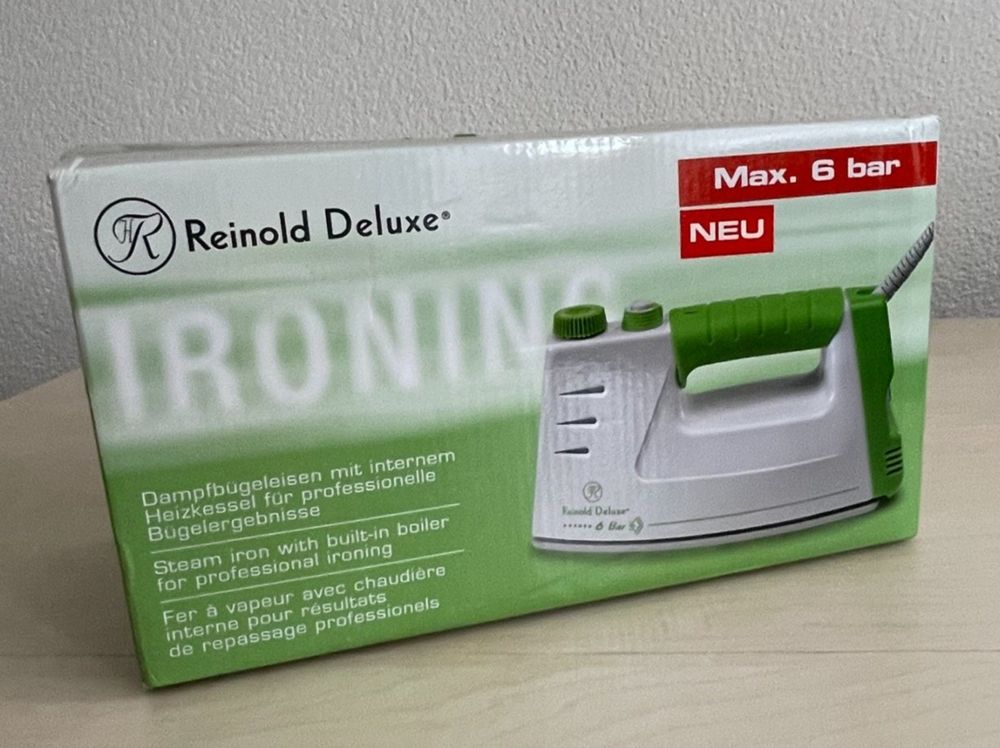 HR
Reinold Deluxe®
Max. 6 bar
NEU
IRONING
Dampfbügeleisen mit internem
Heizkessel für professionelle
Bügelergebnisse
Steam iron with built-in boiler
for professional ironing
Fer à vapeur avec chaudière
interne pour résultats
de repassage professionels
R
Reinold Deluxe®
6 Bar